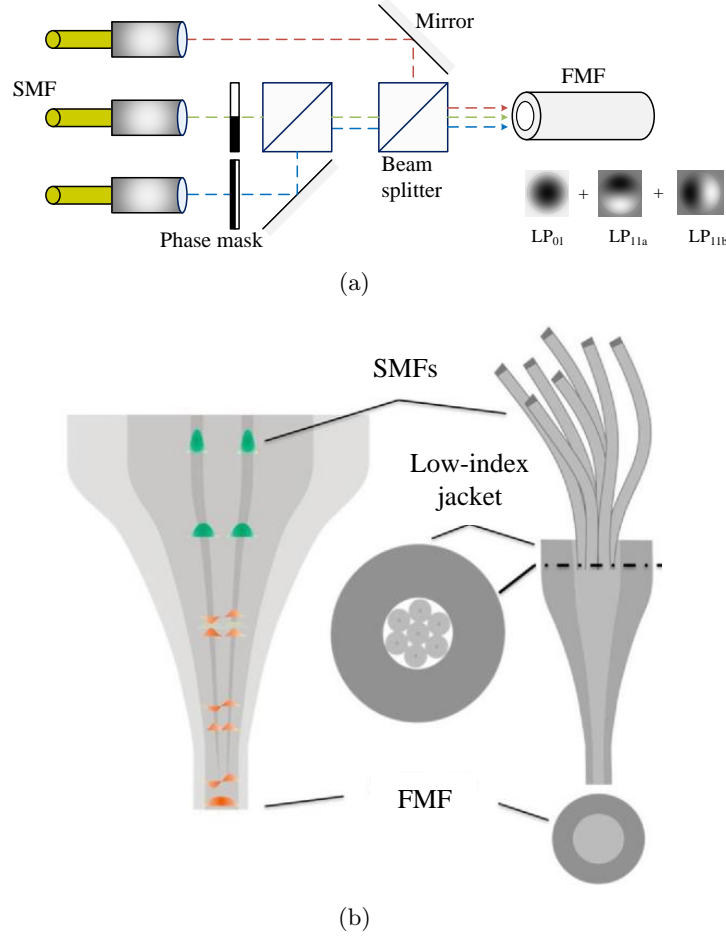 Mirror
SMF
FMF
Beam
splitter
Phase mask
+
+
LP01
LP11a
LP11b
(a)
SMFs
Low-index
jacket
FMF
(b)